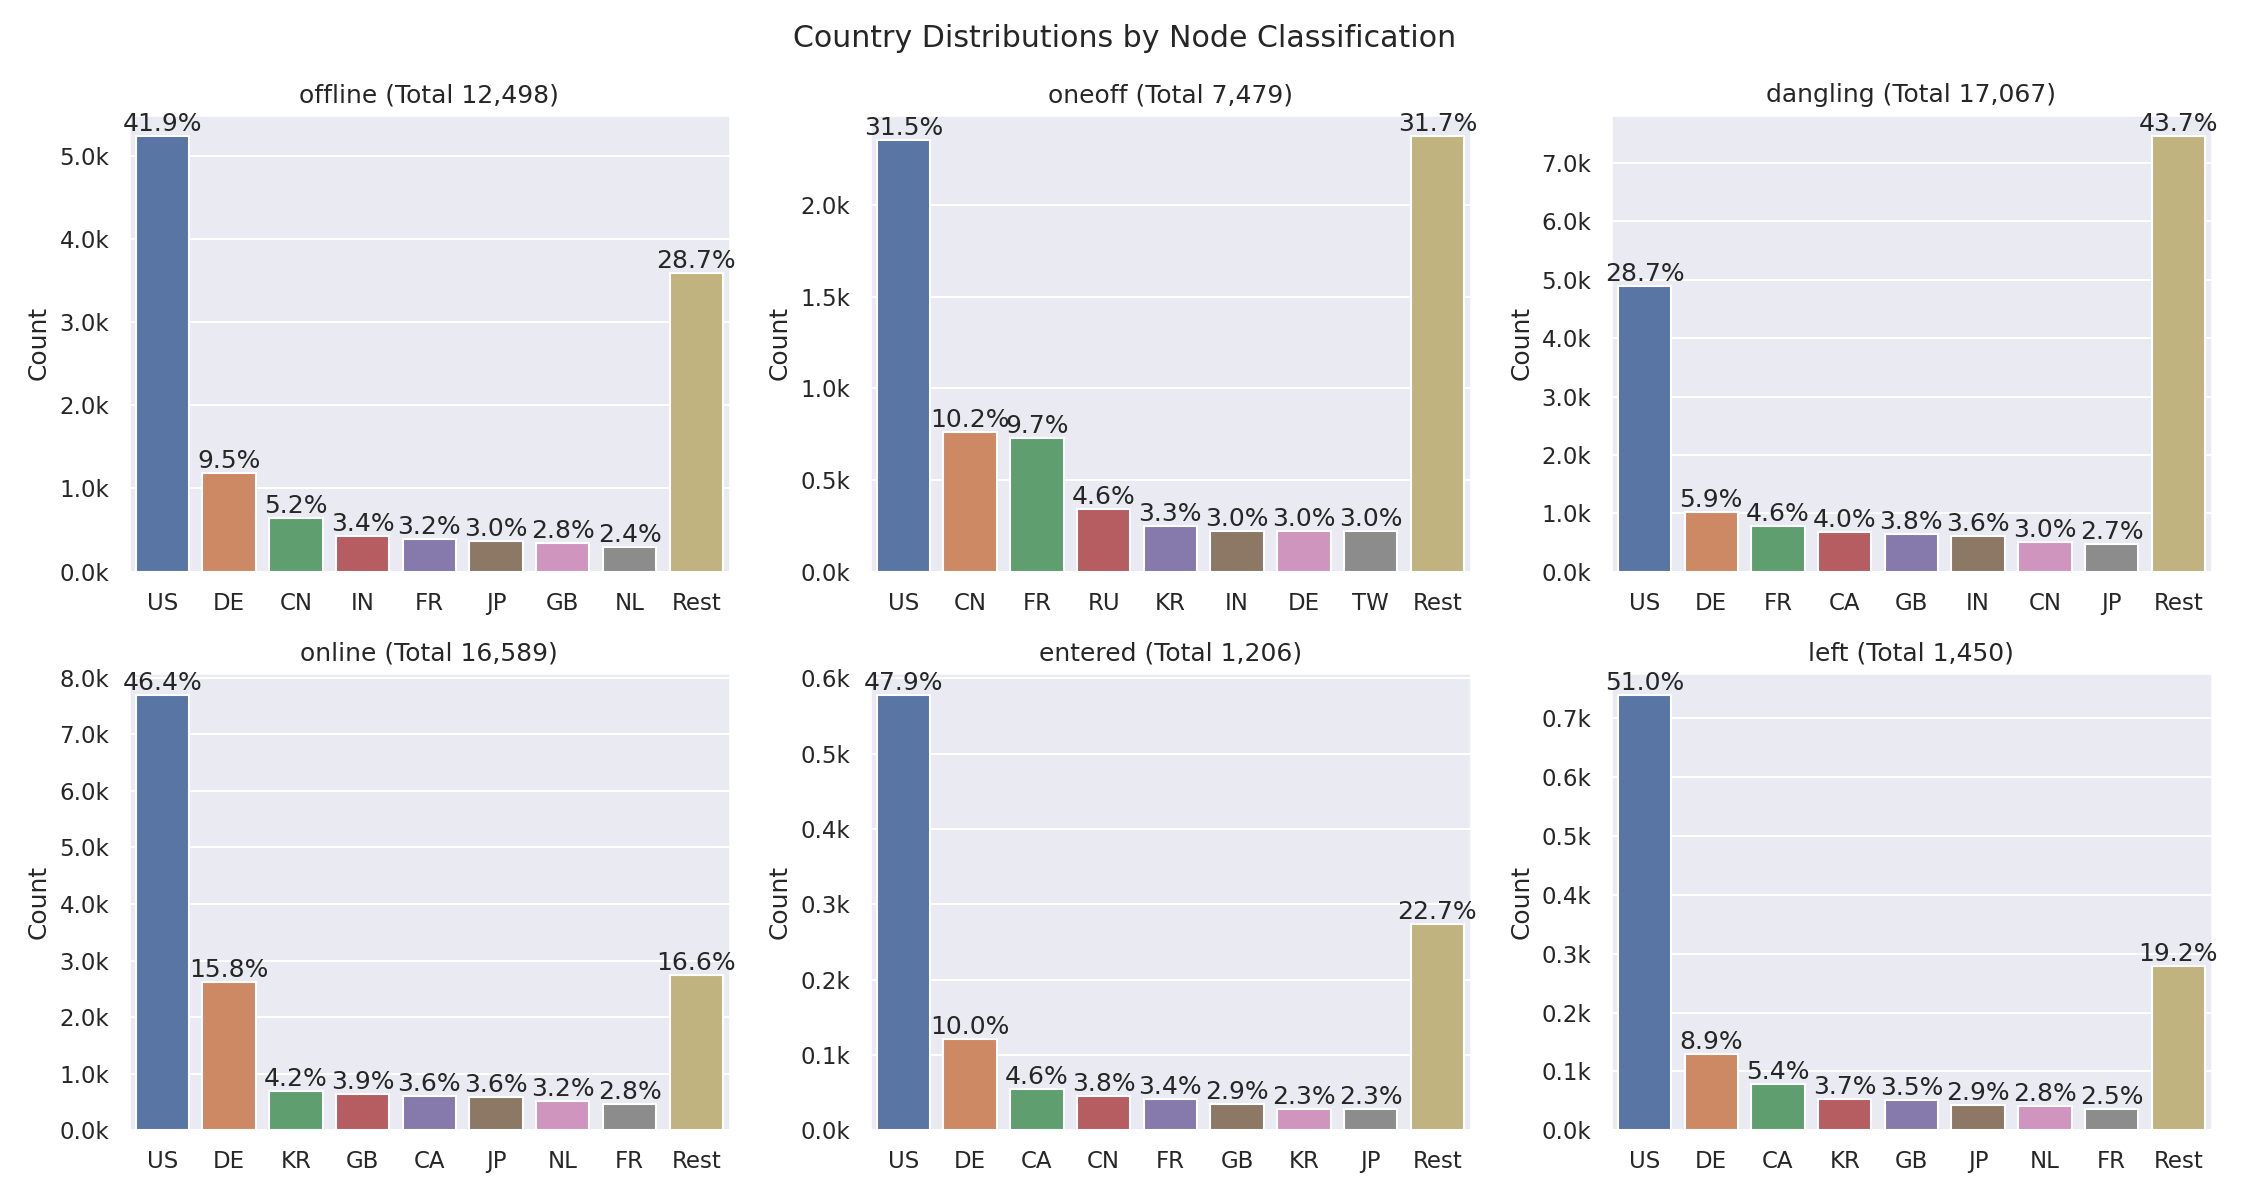 Country Distributions by Node Classification
offline (Total 12,498)
Count
5.0k
4.0k
3.0k
2.0k
1.0k
0.0k
41.9% 9.5% 5.2% 3.4% 3.2% 3.0% 2.8% 2.4% 28.7%
US DE CN IN FR JP GB NL Rest
oneoff (Total 7,479)
Count
2.0k
1.5k
1.0k
0.5k
0.0k
31.5% 10.2% 9.7% 4.6% 3.3% 3.0% 3.0% 3.0% 31.7%
US CN FR RU KR IN DE TW Rest
dangling (Total 17,067)
Count
7.0k
6.0k
5.0k
4.0k
3.0k
2.0k
1.0k
0.0k
28.7% 5.9% 4.6% 4.0% 3.8% 3.6% 3.0% 2.7% 43.7%
US DE FR CA GB IN CN JP Rest
online (Total 16,589)
Count
8.0k
7.0k
6.0k
5.0k
4.0k
3.0k
2.0k
1.0k
0.0k
46.4% 15.8% 4.2% 3.9% 3.6% 3.6% 3.2% 2.8% 16.6%
US DE KR GB CA JP NL FR Rest
entered (Total 1,206)
Count
0.6k
0.5k
0.4k
0.3k
0.2k
0.1k
0.0k
47.9% 10.0% 4.6% 3.8% 3.4% 2.9% 2.3% 2.3% 22.7%
US DE CA CN FR GB KR JP Rest
left (Total 1,450)
Count
0.7k
0.6k
0.5k
0.4k
0.3k
0.2k
0.1k
0.0k
51.0% 8.9% 5.4% 3.7% 3.5% 2.9% 2.8% 2.5% 19.2%
US DE CA KR GB JP NL FR Rest